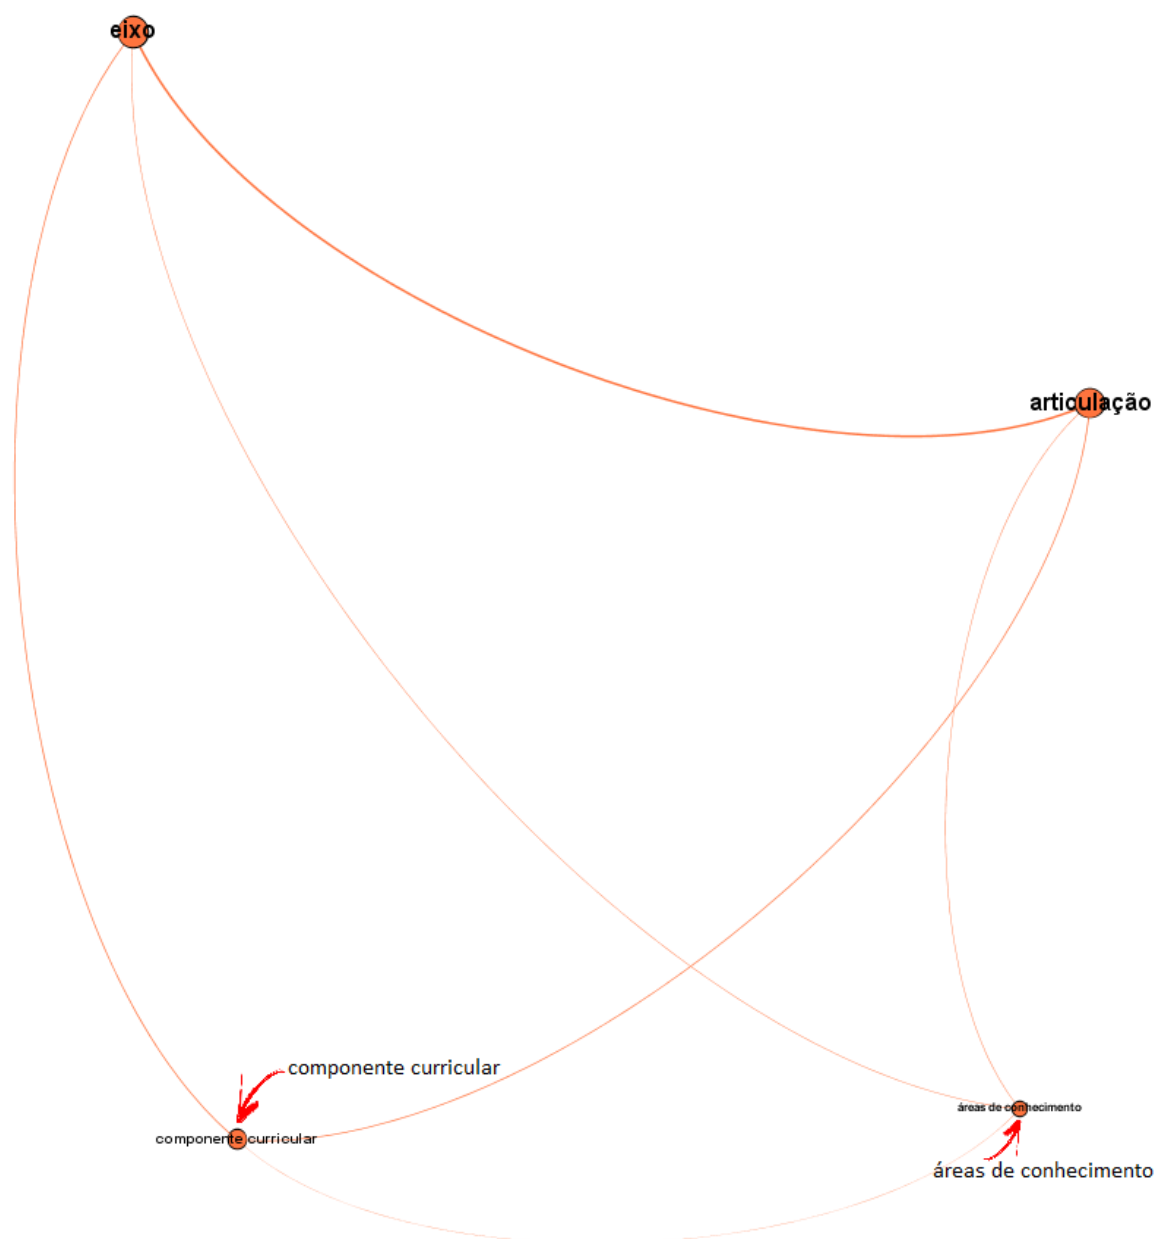 eixo
articulação
componente curricular
áreas de conhecimento
componente curricular
áreas de conhecimento